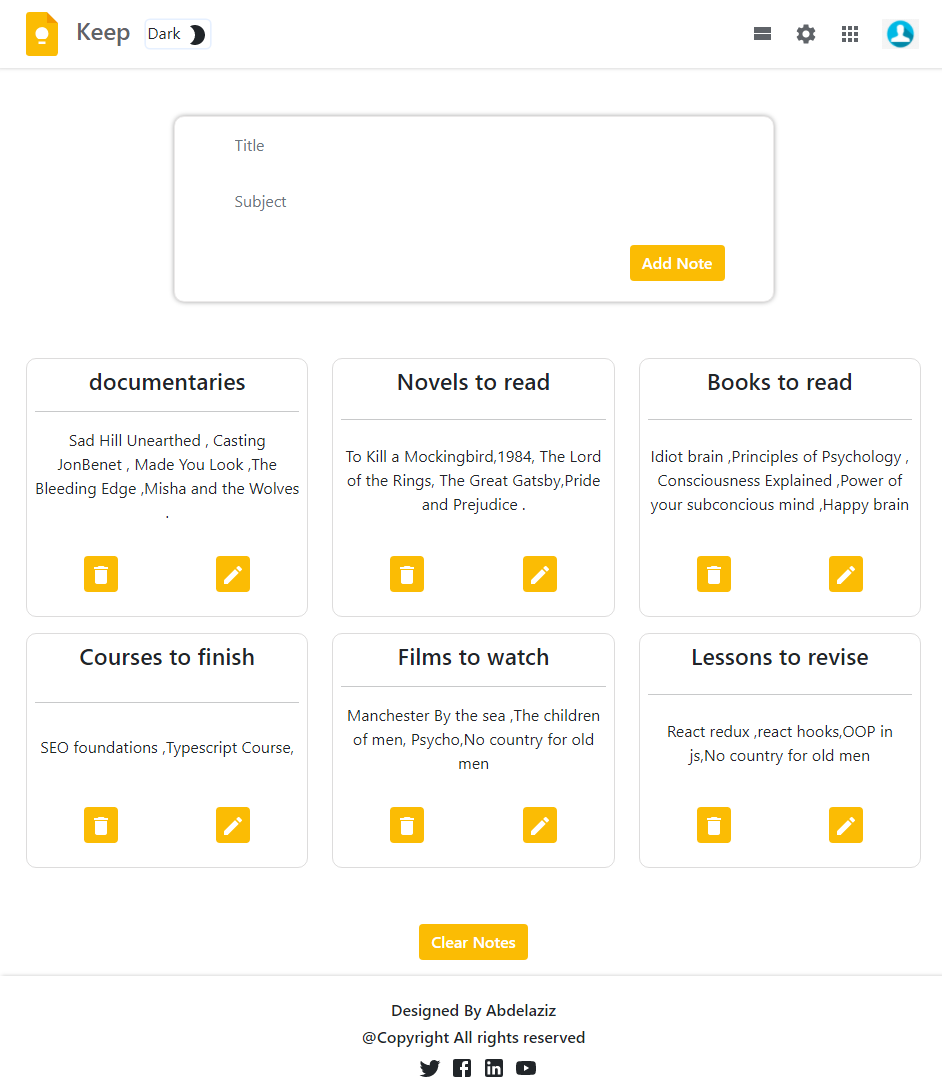 Keep
Dark
Title
Subject
Add Note
documentaries
Sad Hill Unearthed , Casting
JonBenet , Made You Look ,The
Bleeding Edge ,Misha and the Wolves
.
Novels to read
To Kill a Mockingbird,1984, The Lord
of the Rings, The Great Gatsby,Pride
and Prejudice .
Books to read
Idiot brain ,Principles of Psychology ,
Consciousness Explained ,Power of
your subconcious mind ,Happy brain
Courses to finish
SEO foundations ,Typescript Course,
Films to watch
Manchester By the sea ,The children
of men, Psycho,No country for old
men
Lessons to revise
React redux ,react hooks,OOP in
js,No country for old men
Clear Notes
Designed By Abdelaziz
@Copyright All rights reserved